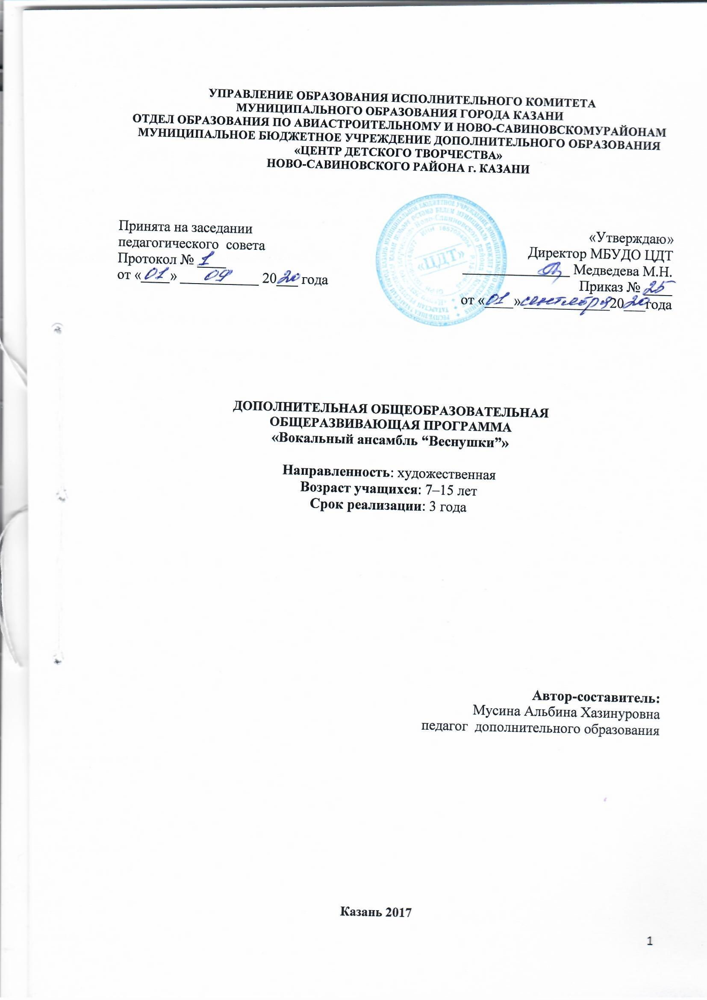 УПРАВЛЕНИЕ ОБРАЗОВАНИЯ ИСПОЛНИТЕЛЬНОГО КОМИТЕТА
МУНИЦИПАЛЬНОГО ОБРАЗОВАНИЯ ГОРОДА КАЗАНИ
ОТДЕЛ ОБРАЗОВАНИЯ ПО АВИАСТРОИТЕЛЬНОМУ И НОВО-САВИНОВСКОМУРАЙОНАМ
МУНИЦИПАЛЬНОЕ БЮДЖЕТНОЕ УЧРЕЖДЕНИЕ ДОПОЛНИТЕЛЬНОГО ОБРАЗОВАНИЯ
«ЦЕНТР ДЕТСКОГО ТВОРЧЕСТВА»
НОВО-САВИНОВСКОГО РАЙОНА г. КАЗАНИ
Принята на заседании
педагогического совета
Протокол № 1
от «01» 09 2020 года
«ЦДТ»
«Утверждаю»
Директор МБУДО ЦДТ
Медведева М.Н.
Приказ № 25
от «01» сентября 2020 года
ДОПОЛНИТЕЛЬНАЯ ОБЩЕОБРАЗОВАТЕЛЬНАЯ
ОБЩЕРАЗВИВАЮЩАЯ ПРОГРАММА
«Вокальный ансамбль “Веснушки”»
Направленность: художественная
Возраст учащихся: 7–15 лет
Срок реализации: 3 года
Автор-составитель:
Мусина Альбина Хазинуровна
педагог дополнительного образования
Казань 2017
1